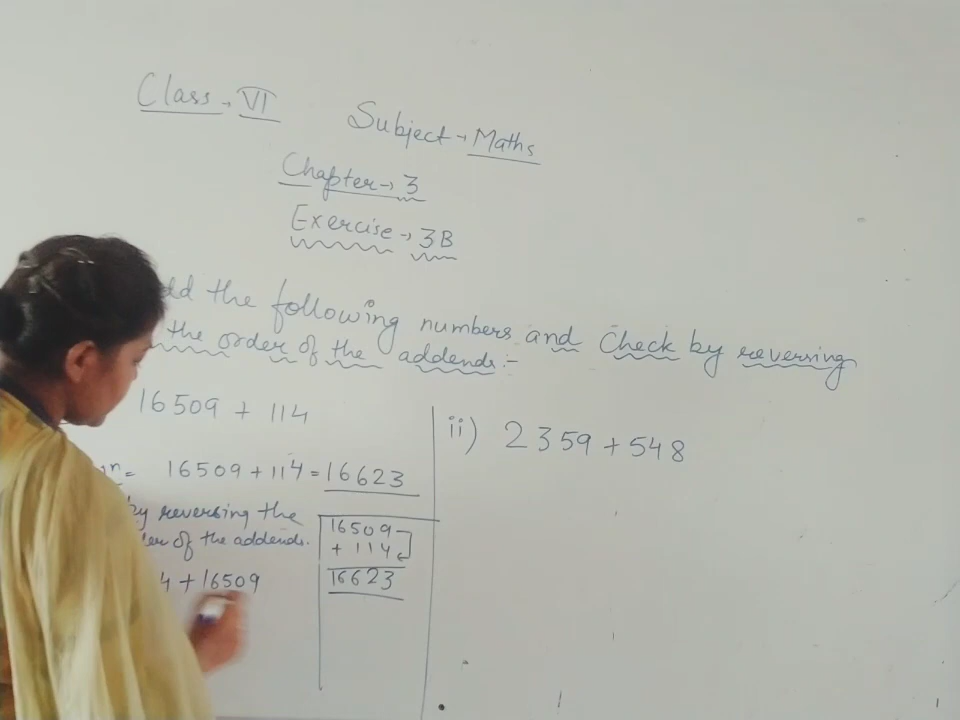 Class → VI
Subject → Maths
Chapter → 3
Exercise → 3B
the following numbers and check by reversing
the order of the addends :-
16509 + 114
16509 + 114 = 16623
by reversing the
of the addends.
4 + 16509
16509
+ 114
16623
ii) 2359 + 548